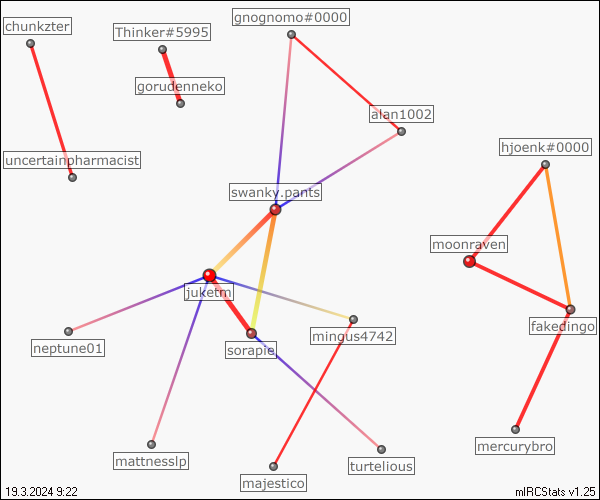 gnognomo#0000
chunkzter
Thinker#5995
gorudenneko
alan1002
hjoenk#0000
uncertainpharmacist
swanky.pants
moonraven
juketm
fakedingo
mingus4742
neptune01
sorapie
mercurybro
mattnesslp
turtelious
majestico
19.3.2024 9:22
mIRCStats v1.25